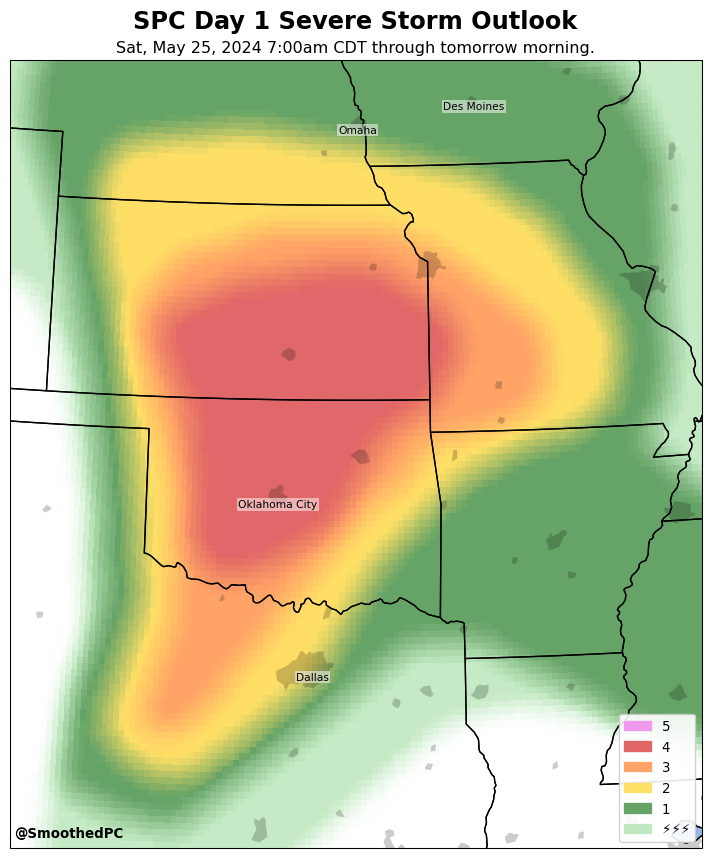 SPC Day 1 Severe Storm Outlook
Sat, May 25, 2024 7:00am CDT through tomorrow morning.
Des Moines
Omaha
Oklahoma City
Dallas
5
4
3
2
1
⚡⚡⚡
@SmoothedPC